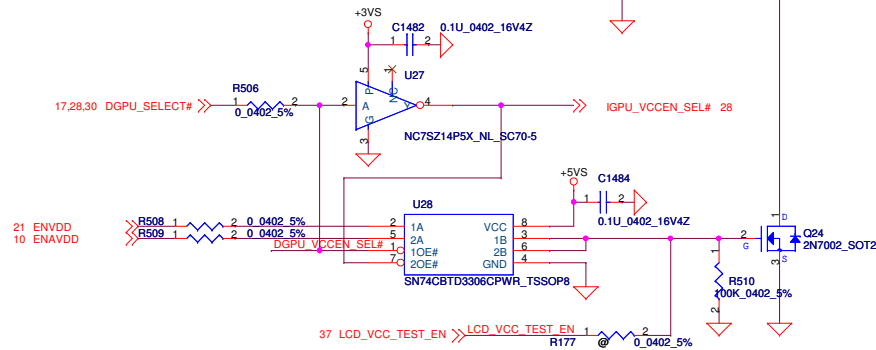 +3VS
C1482 0.1U_0402_16V4Z
1 2
5 1 U27
R506 P NC
17,28,30 DGPU_SELECT# 1 2 2 A Y 4 IGPU_VCCEN_SEL# 28
0_0402_5% G
3 NC7SZ14P5X_NL_SC70-5
+5VS
C1484
1 2
U28 0.1U_0402_16V4Z
21 ENVDD R508 1 2 0_0402_5% 2 1A VCC 8
10 ENAVDD R509 1 2 0_0402_5% 5 2A 1B 3
DGPU_VCCEN_SEL# 1 1OE# 2B 6
7 2OE# GND 4
SN74CBTD3306CPWR_TSSOP8
1 D
2 G Q24
2N7002_SOT2
S 3
1 R510
100K_0402_5%
2
37 LCD_VCC_TEST_EN LCD_VCC_TEST_EN 1 2
R177 @ 0_0402_5%